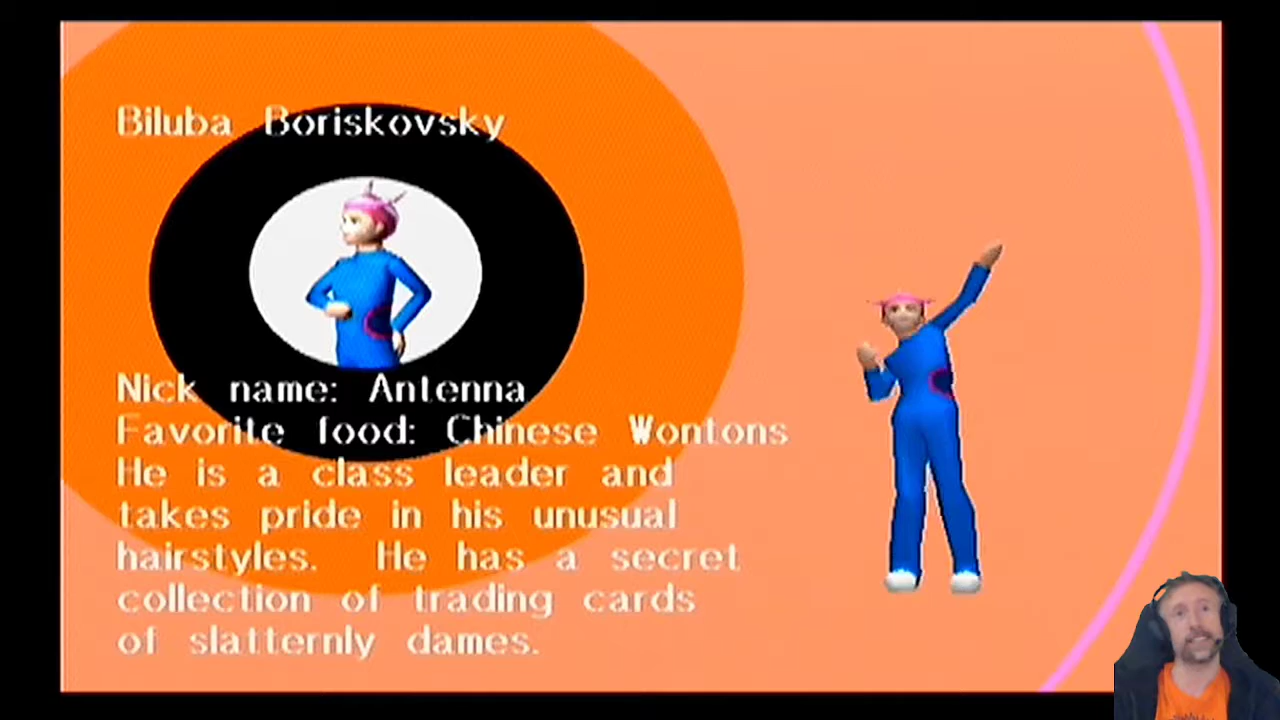 Biluba Boriskovsky
Nick name: Antenna
Favorite food: Chinese Wontons
He is a class leader and
takes pride in his unusual
hairstyles. He has a secret
collection of trading cards
of slatternly dames.